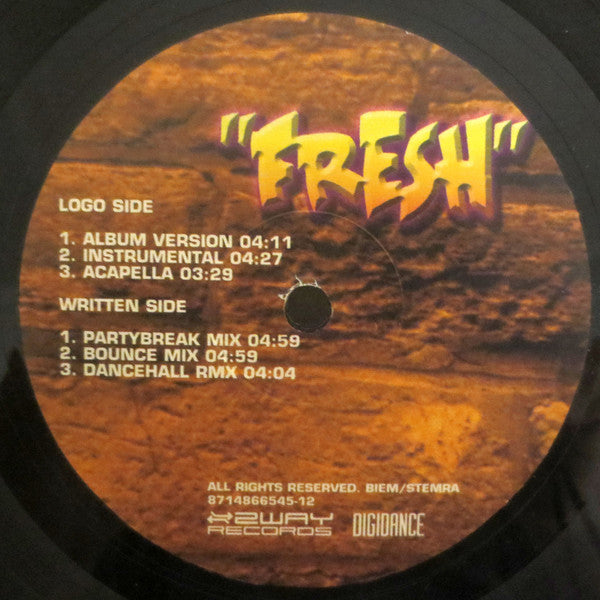 "FRESH"
LOGO SIDE
1. ALBUM VERSION 04:11
2. INSTRUMENTAL 04:27
3. ACAPELLA 03:29
WRITTEN SIDE
1. PARTYBREAK MIX 04:59
2. BOUNCE MIX 04:59
3. DANCEHALL RMX 04:04
ALL RIGHTS RESERVED. BIEM/STEMRA
8714866545-12
2WAY RECORDS DIGIDANCE